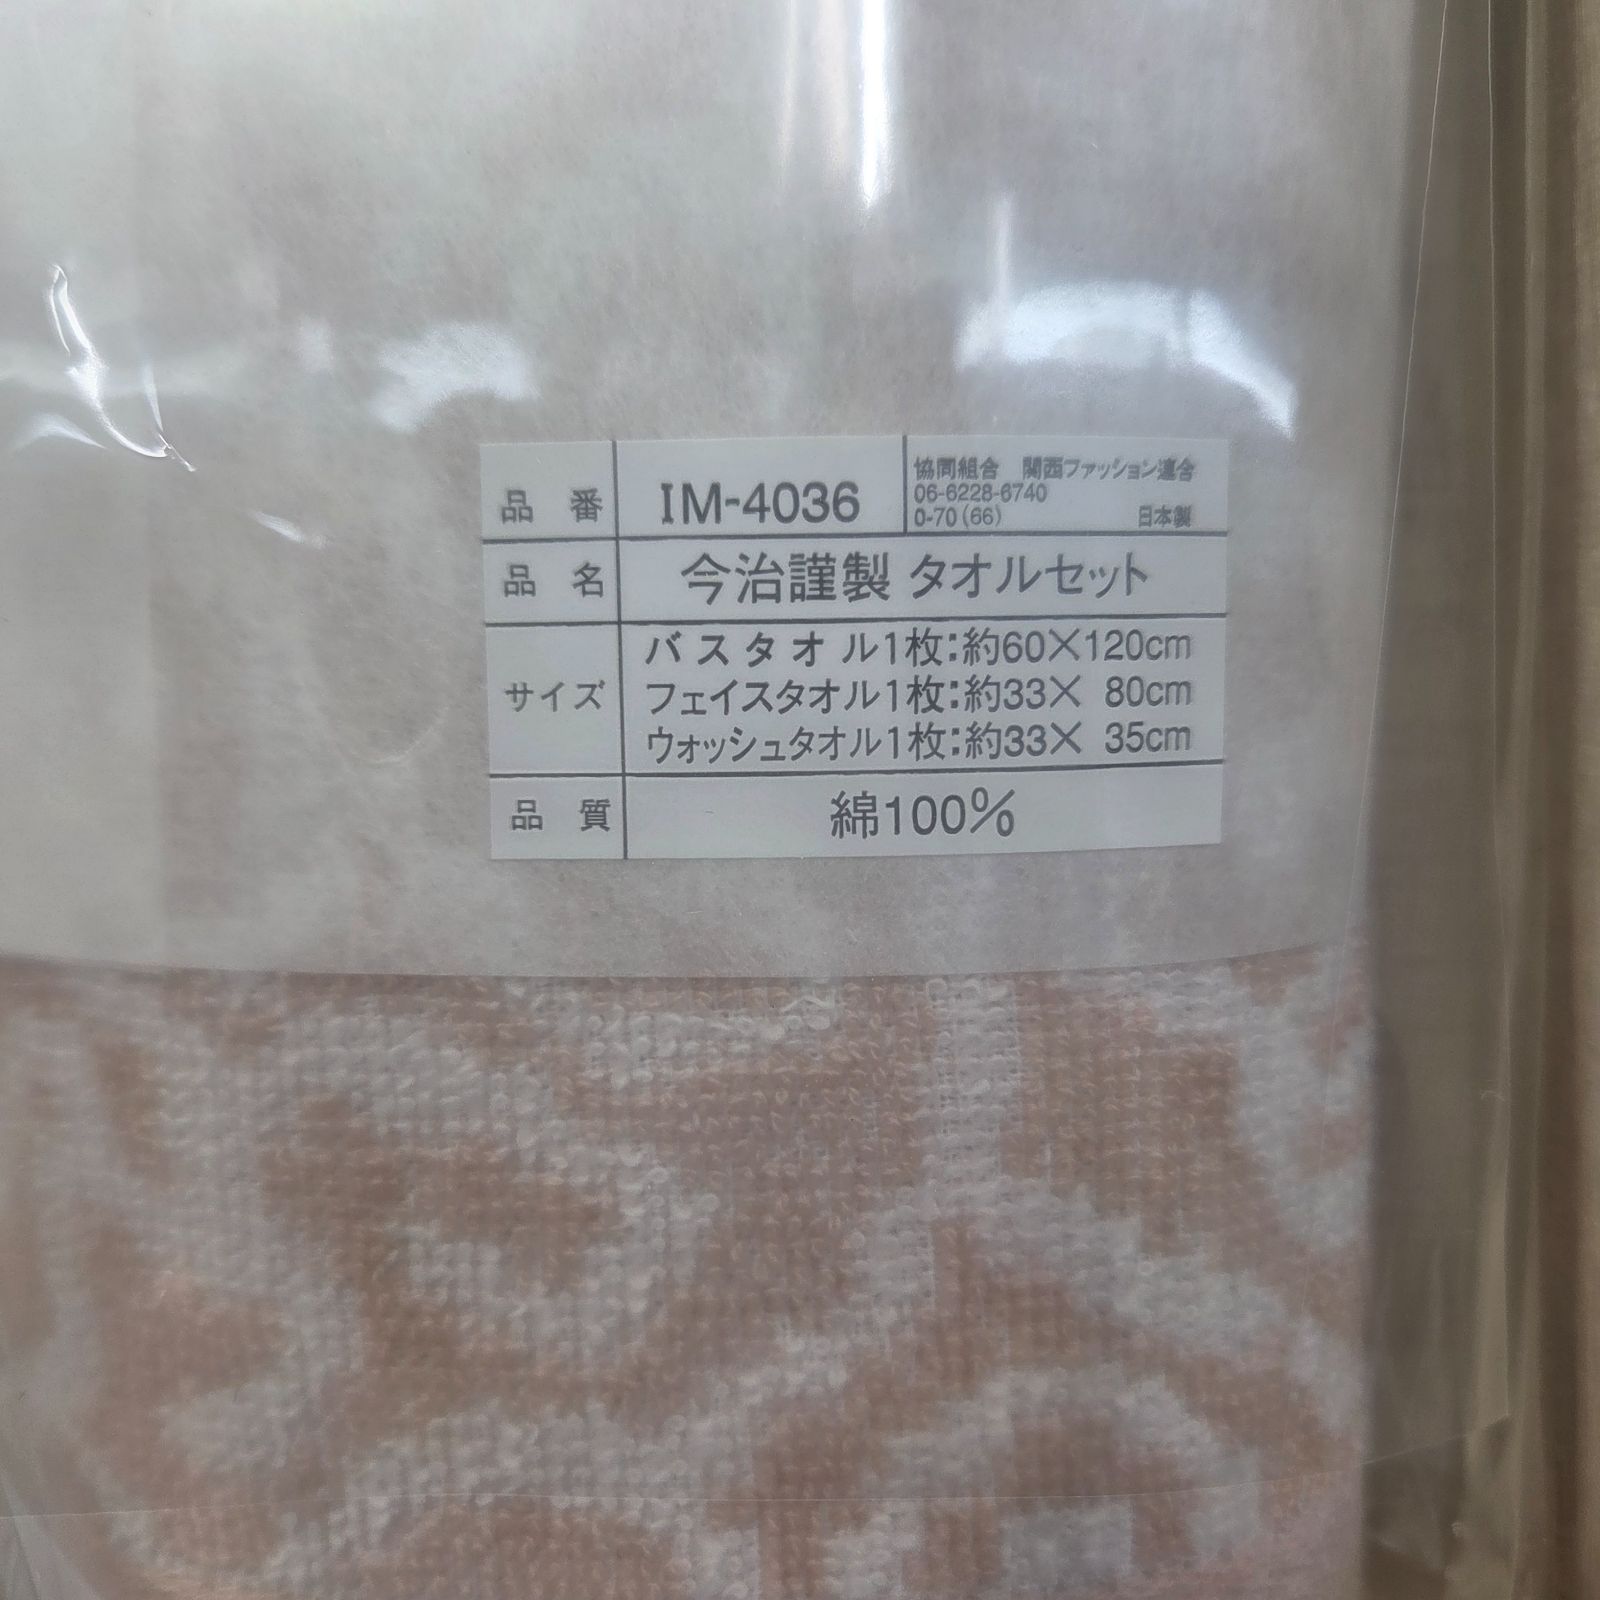 品 番 IM-4036
協同組合 関西ファッション連合
06-6228-6740
0-70(66) 日本製
品 名 今治謹製 タオルセット
サイズ
バスタオル1枚:約60×120cm
フェイスタオル1枚:約33× 80cm
ウォッシュタオル1枚:約33× 35cm
品 質 綿100%